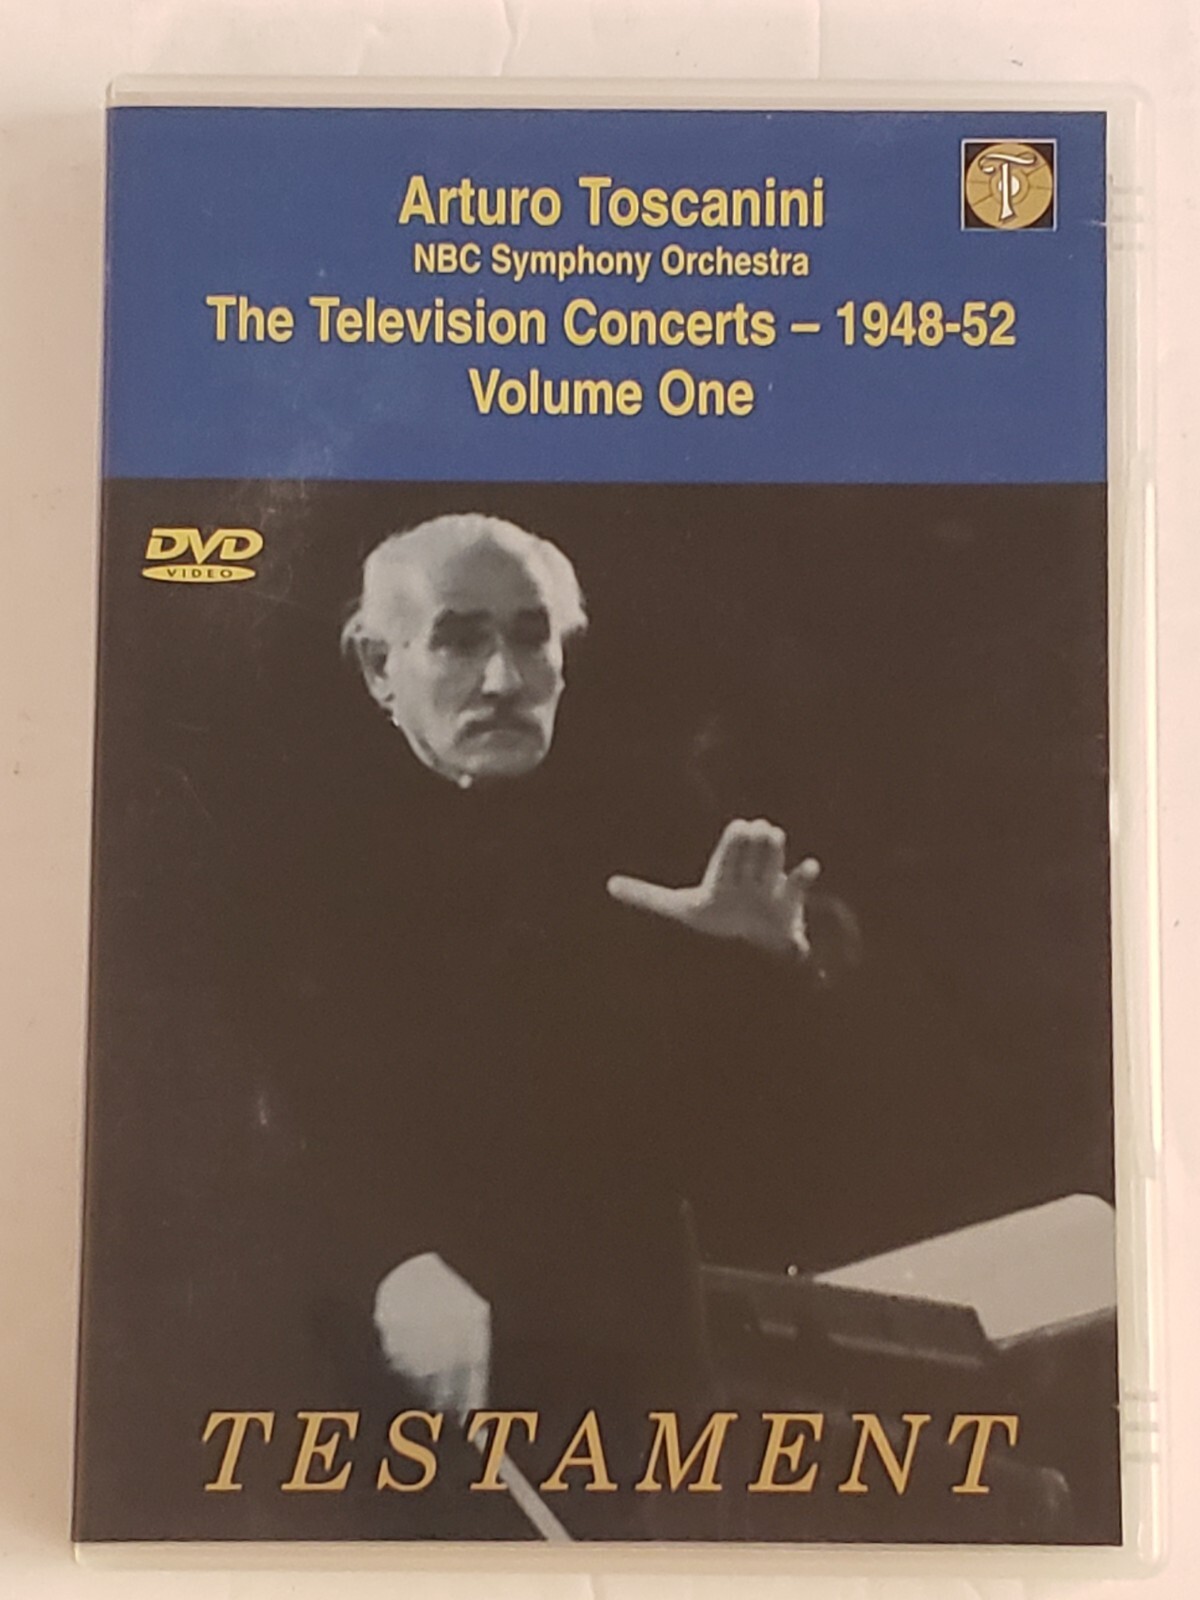 Arturo Toscanini
NBC Symphony Orchestra
The Television Concerts – 1948-52
Volume One
DVD
VIDEO
TESTAMENT